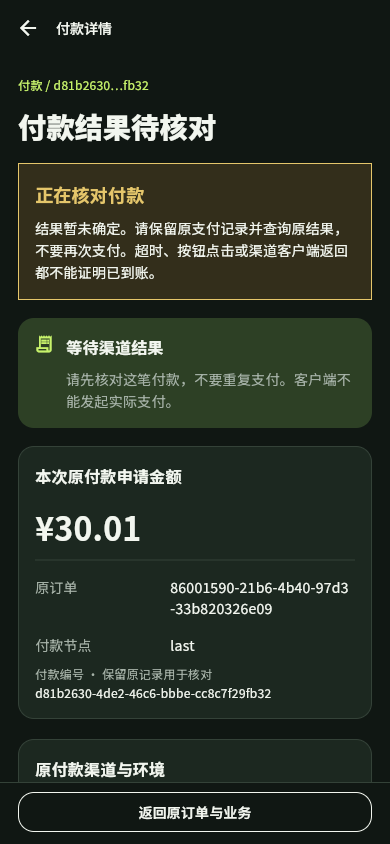 付款详情
付款 / d81b2630…fb32
付款结果待核对
正在核对付款
结果暂未确定。请保留原支付记录并查询原结果，
不要再次支付。超时、按钮点击或渠道客户端返回
都不能证明已到账。
等待渠道结果
请先核对这笔付款，不要重复支付。客户端不
能发起实际支付。
本次原付款申请金额
¥30.01
原订单 86001590-21b6-4b40-97d3
-33b820326e09
付款节点 last
付款编号 · 保留原记录用于核对
d81b2630-4de2-46c6-bbbe-cc8c7f29fb32
原付款渠道与环境
返回原订单与业务